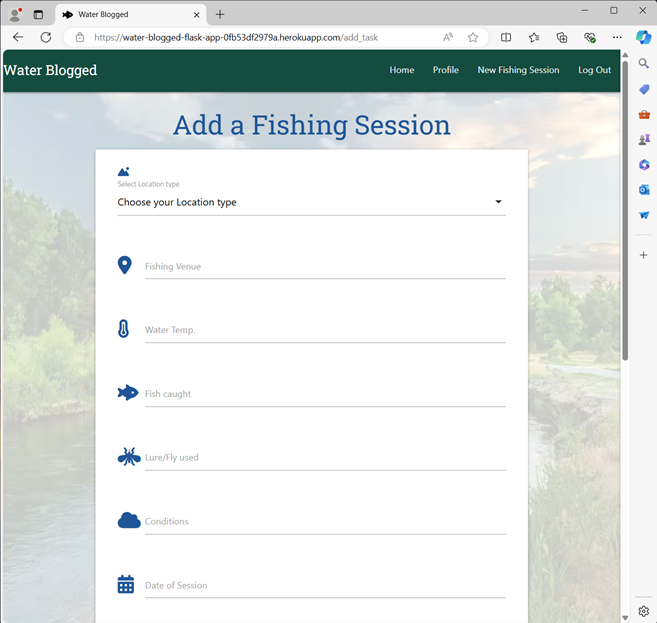 Water Blogged
https://water-blogged-flask-app-0fb53df2979a.herokuapp.com/add_task
Water Blogged
Home
Profile
New Fishing Session
Log Out
Add a Fishing Session
Select Location type
Choose your Location type
Fishing Venue
Water Temp.
Fish caught
Lure/Fly used
Conditions
Date of Session